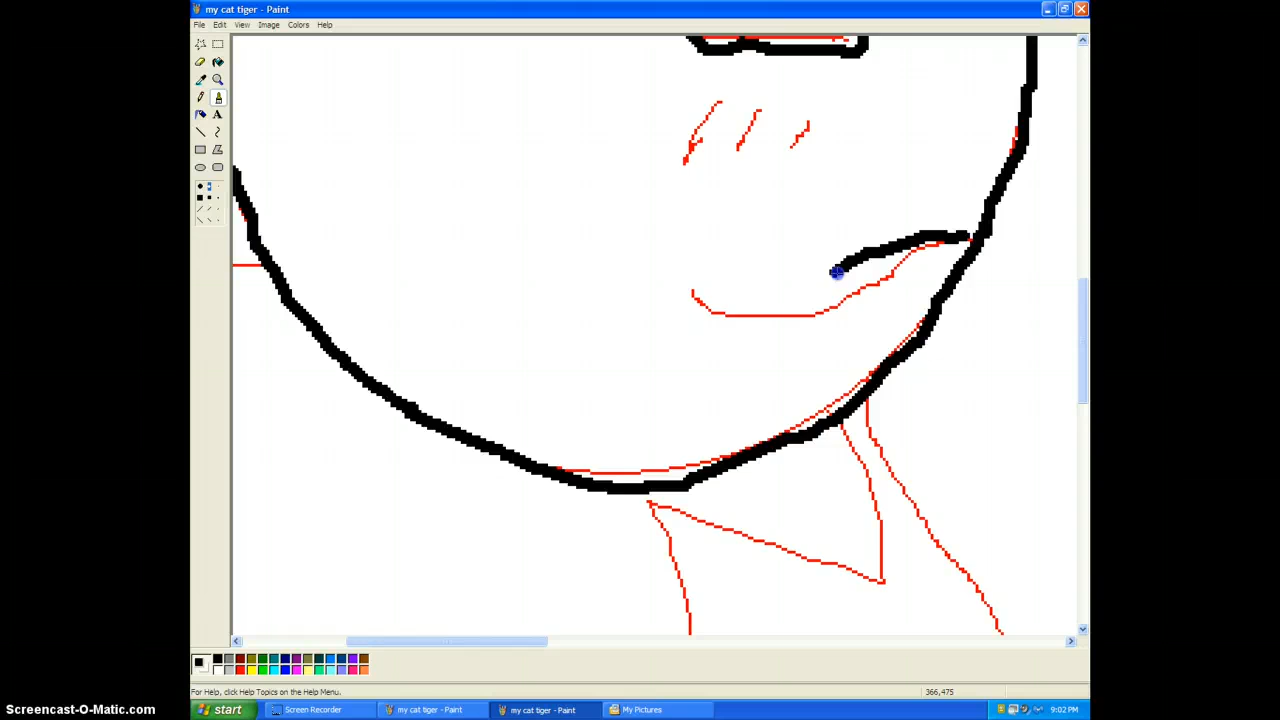 my cat tiger - Paint
File Edit View Image Colors Help
A
For Help, click Help Topics on the Help Menu.
366,475
Screencast-O-Matic.com
start
Screen Recorder
my cat tiger - Paint
my cat tiger - Paint
My Pictures
9:02 PM